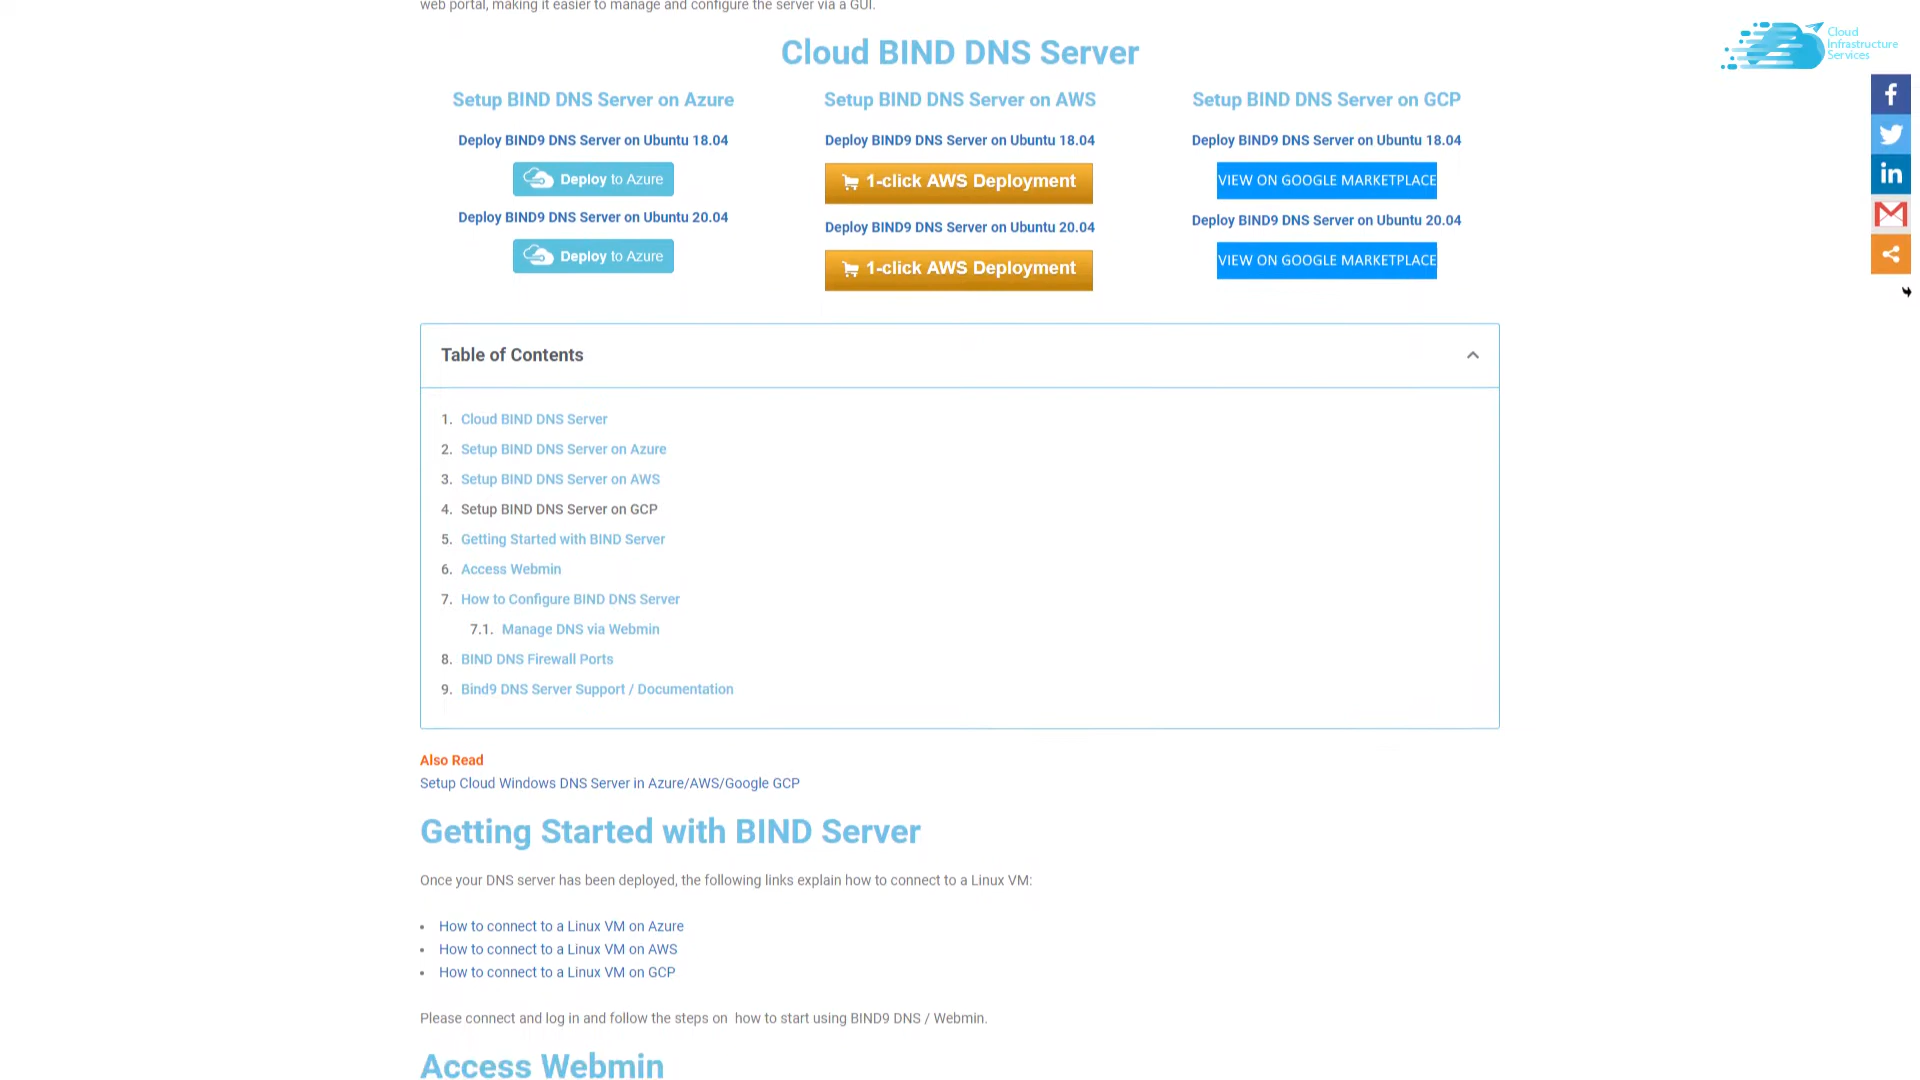 web portal, making it easier to manage and configure the server via a GUI.
Cloud BIND DNS Server
Cloud
Infrastructure
Services
Setup BIND DNS Server on Azure
Deploy BIND9 DNS Server on Ubuntu 18.04
Deploy to Azure
Deploy BIND9 DNS Server on Ubuntu 20.04
Deploy to Azure
Setup BIND DNS Server on AWS
Deploy BIND9 DNS Server on Ubuntu 18.04
1-click AWS Deployment
Deploy BIND9 DNS Server on Ubuntu 20.04
1-click AWS Deployment
Setup BIND DNS Server on GCP
Deploy BIND9 DNS Server on Ubuntu 18.04
VIEW ON GOOGLE MARKETPLACE
Deploy BIND9 DNS Server on Ubuntu 20.04
VIEW ON GOOGLE MARKETPLACE
Table of Contents
1. Cloud BIND DNS Server
2. Setup BIND DNS Server on Azure
3. Setup BIND DNS Server on AWS
4. Setup BIND DNS Server on GCP
5. Getting Started with BIND Server
6. Access Webmin
7. How to Configure BIND DNS Server
7.1. Manage DNS via Webmin
8. BIND DNS Firewall Ports
9. Bind9 DNS Server Support / Documentation
Also Read
Setup Cloud Windows DNS Server in Azure/AWS/Google GCP
Getting Started with BIND Server
Once your DNS server has been deployed, the following links explain how to connect to a Linux VM:
• How to connect to a Linux VM on Azure
• How to connect to a Linux VM on AWS
• How to connect to a Linux VM on GCP
Please connect and log in and follow the steps on how to start using BIND9 DNS / Webmin.
Access Webmin